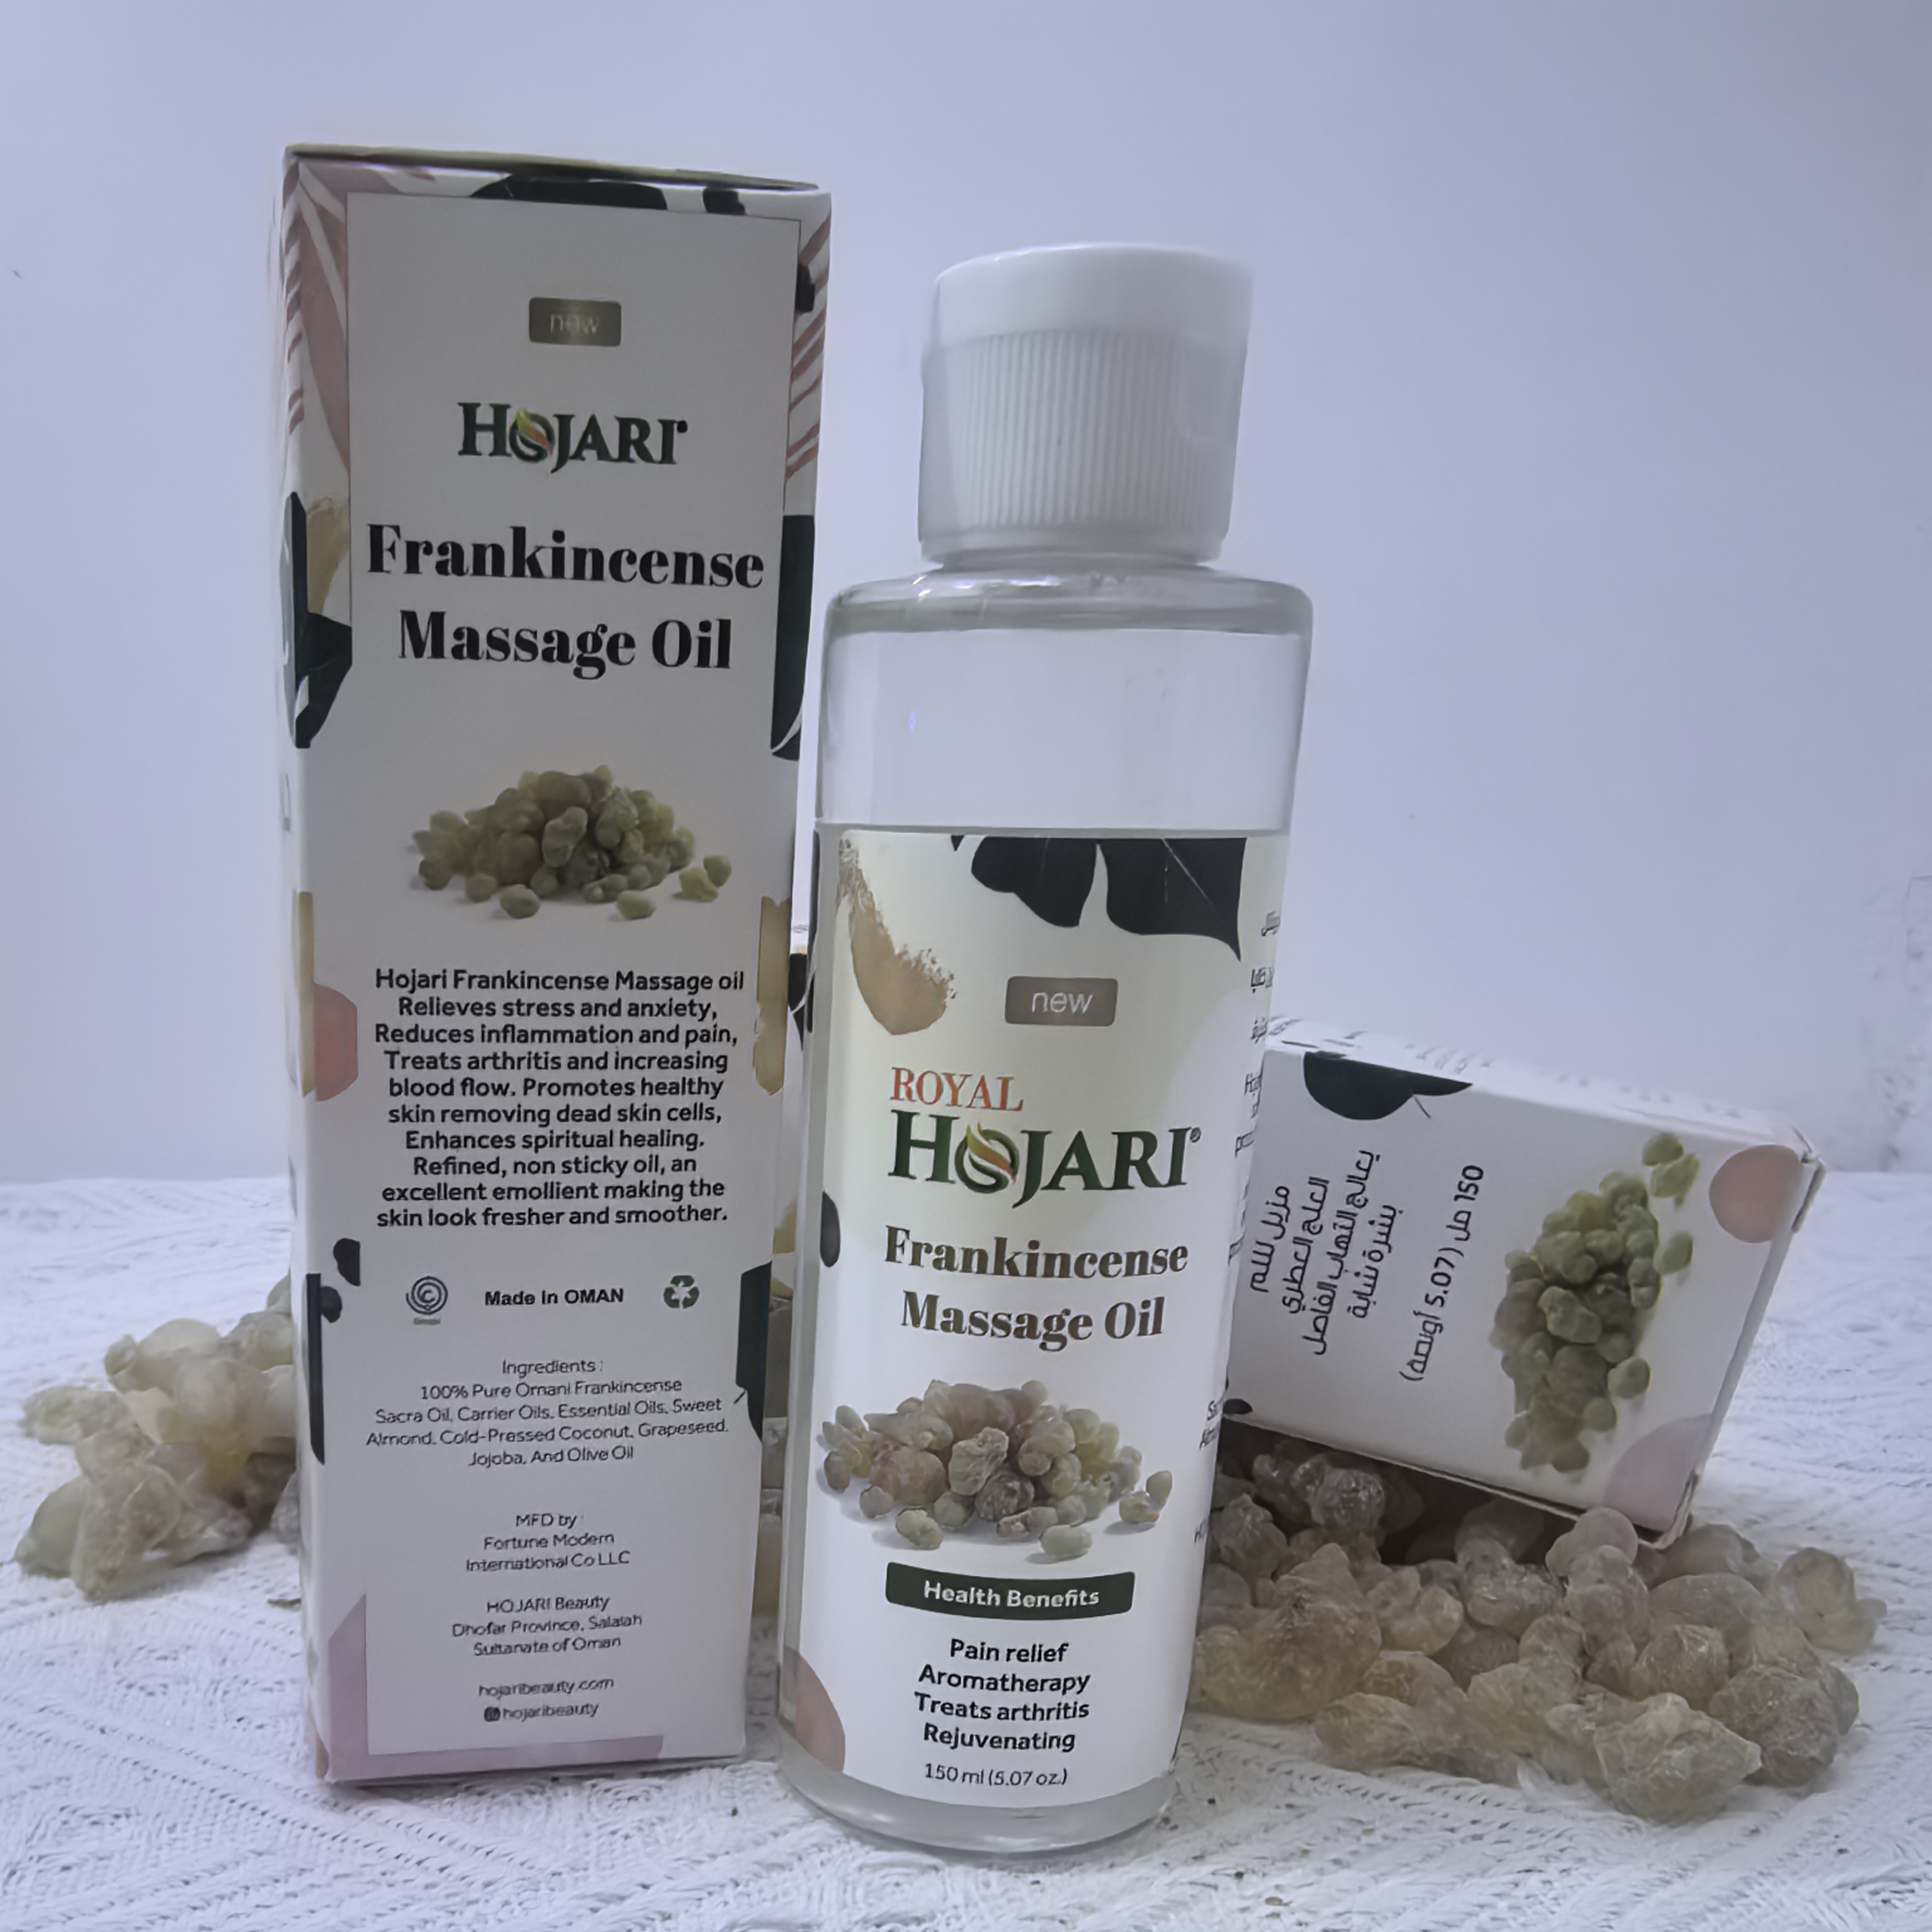 new
HOJARI
Frankincense
Massage Oil
Hojari Frankincense Massage oil
Relieves stress and anxiety,
Reduces inflammation and pain,
Treats arthritis and increasing
blood flow. Promotes healthy
skin removing dead skin cells,
Enhances spiritual healing.
Refined, non sticky oil, an
excellent emollient making the
skin look fresher and smoother.
Made in OMAN
Ingredients :
100% Pure Omani Frankincense
Sacra Oil, Carrier Oils, Essential Oils, Sweet
Almond, Cold-Pressed Coconut, Grapeseed,
Jojoba, And Olive Oil
MFD by :
Fortune Modern
International Co LLC
HOJARI Beauty
Dhofar Province, Salalah
Sultanate of Oman
hojaribeauty.com
hojaribeauty
new
ROYAL
HOJARI®
Frankincense
Massage Oil
Health Benefits
Pain relief
Aromatherapy
Treats arthritis
Rejuvenating
150 ml (5.07 oz.)
مزيل للألم
العلاج العطري
يعالج التهاب المفاصل
بشرة شابة
150 مل (5.07 أونصة)